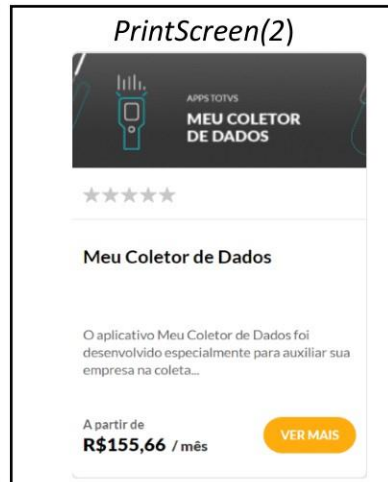 PrintScreen(2)
APPS TOTVS
MEU COLETOR
DE DADOS
Meu Coletor de Dados
O aplicativo Meu Coletor de Dados foi
desenvolvido especialmente para auxiliar sua
empresa na coleta...
A partir de
R$155,66 / mês
VER MAIS